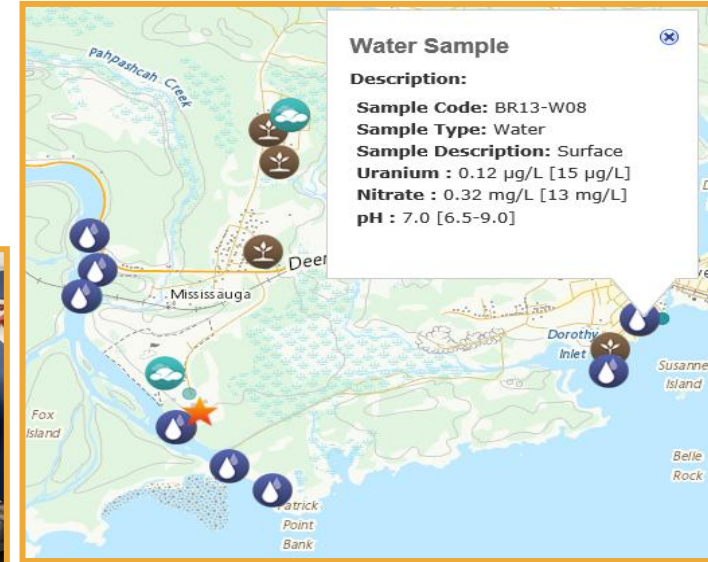 Pahpashcah Creek
Water Sample
Description:
Sample Code: BR13-W08
Sample Type: Water
Sample Description: Surface
Uranium : 0.12 µg/L [15 µg/L]
Nitrate : 0.32 mg/L [13 mg/L]
pH : 7.0 [6.5-9.0]
Deer
Mississauga
Dorothy
Inlet
Susanne
Island
Fox
Island
Belle
Rock
Patrick
Point
Bank